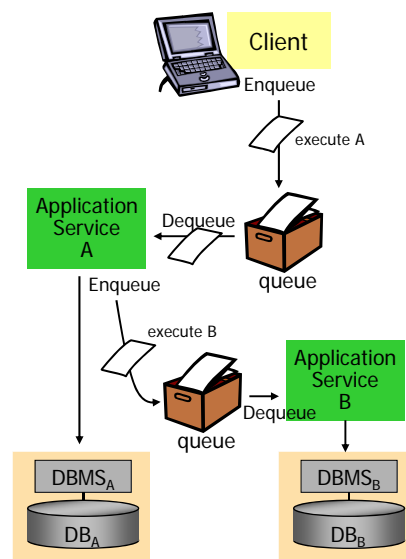 Client
Enqueue
execute A
Application
Service
A
Dequeue
queue
Enqueue
execute B
Application
Service
B
Dequeue
queue
DBMSA
DBA
DBMSB
DBB